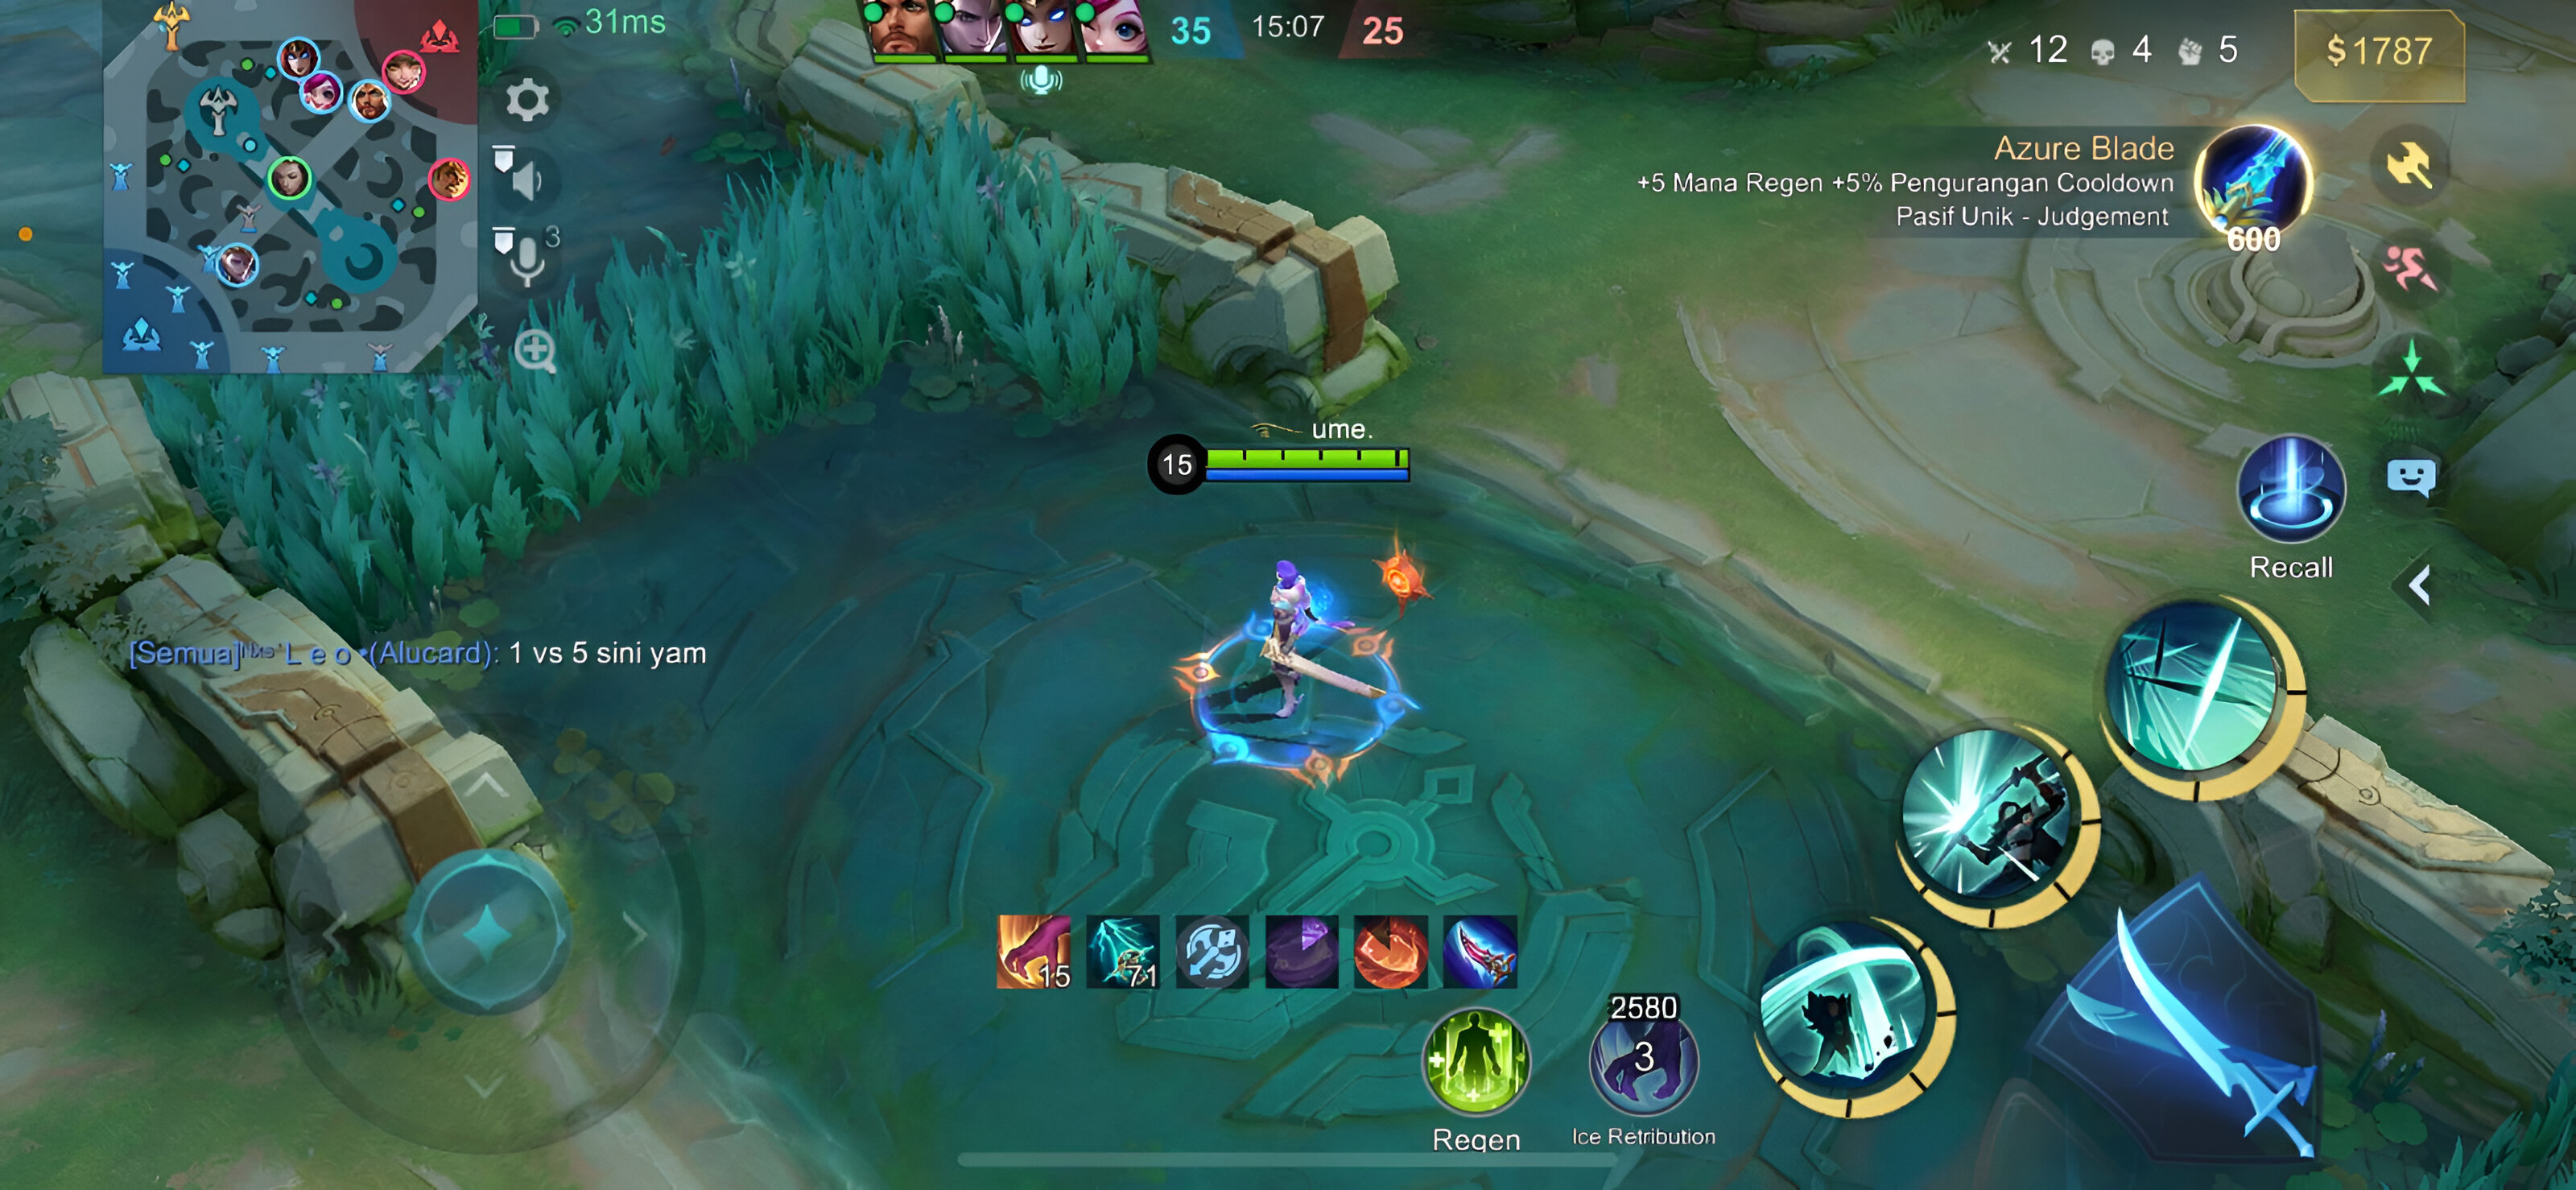 31ms
35 15:07 25
12 4 5
$1787
Azure Blade
+5 Mana Regen +5% Pengurangan Cooldown
Pasif Unik - Judgement
600
3
ume.
15
Recall
[Semua] L e o •(Alucard): 1 vs 5 sini yam
15 71
2580
3
Regen
Ice Retribution